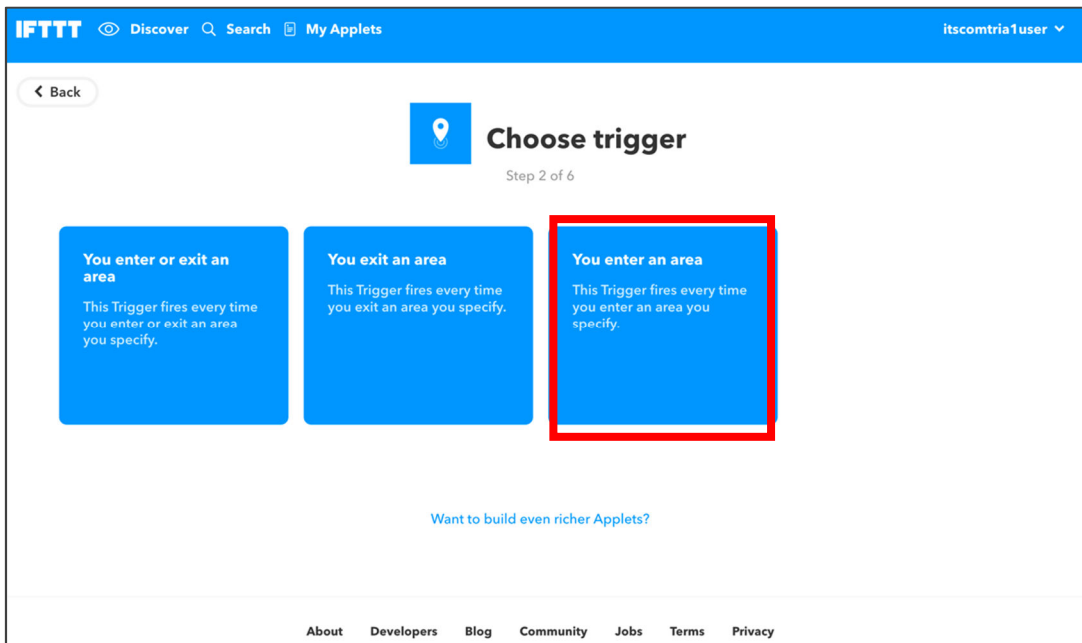 IFTTT Discover Search My Applets itscomtria1user
Back
Choose trigger
Step 2 of 6
You enter or exit an
area
This Trigger fires every time
you enter or exit an area
you specify.
You exit an area
This Trigger fires every time
you exit an area you specify.
You enter an area
This Trigger fires every time
you enter an area you
specify.
Want to build even richer Applets?
About Developers Blog Community Jobs Terms Privacy